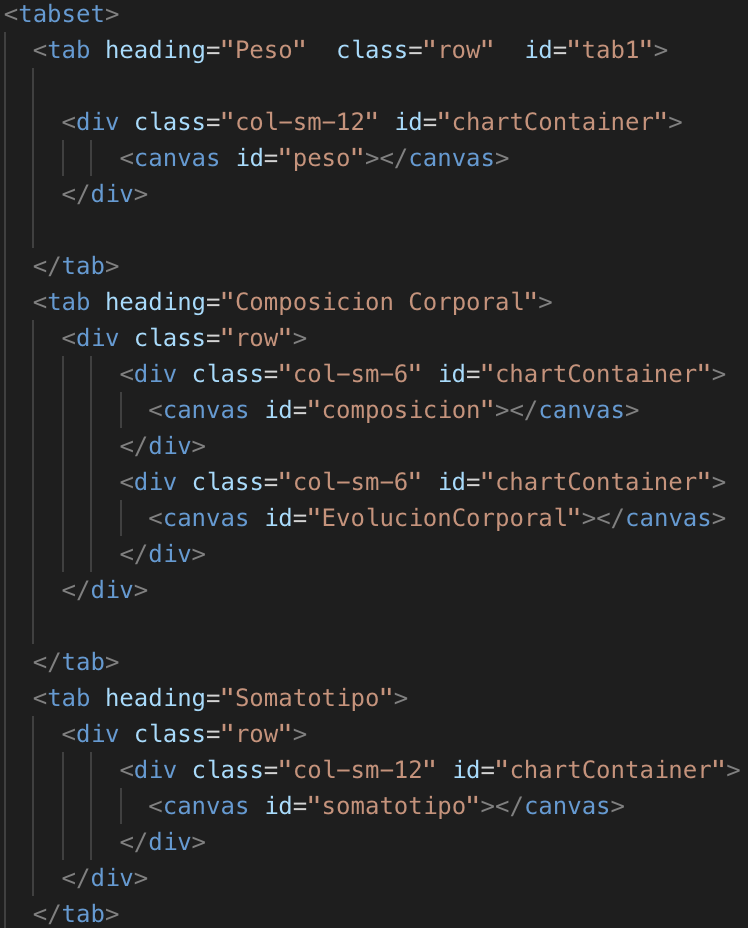 <tabset>
<tab heading="Peso"  class="row"  id="tab1">
<div class="col-sm-12" id="chartContainer">
<canvas id="peso"></canvas>
</div>
</tab>
<tab heading="Composicion Corporal">
<div class="row">
<div class="col-sm-6" id="chartContainer">
<canvas id="composicion"></canvas>
</div>
<div class="col-sm-6" id="chartContainer">
<canvas id="EvolucionCorporal"></canvas>
</div>
</div>
</tab>
<tab heading="Somatotipo">
<div class="row">
<div class="col-sm-12" id="chartContainer">
<canvas id="somatotipo"></canvas>
</div>
</div>
</tab>